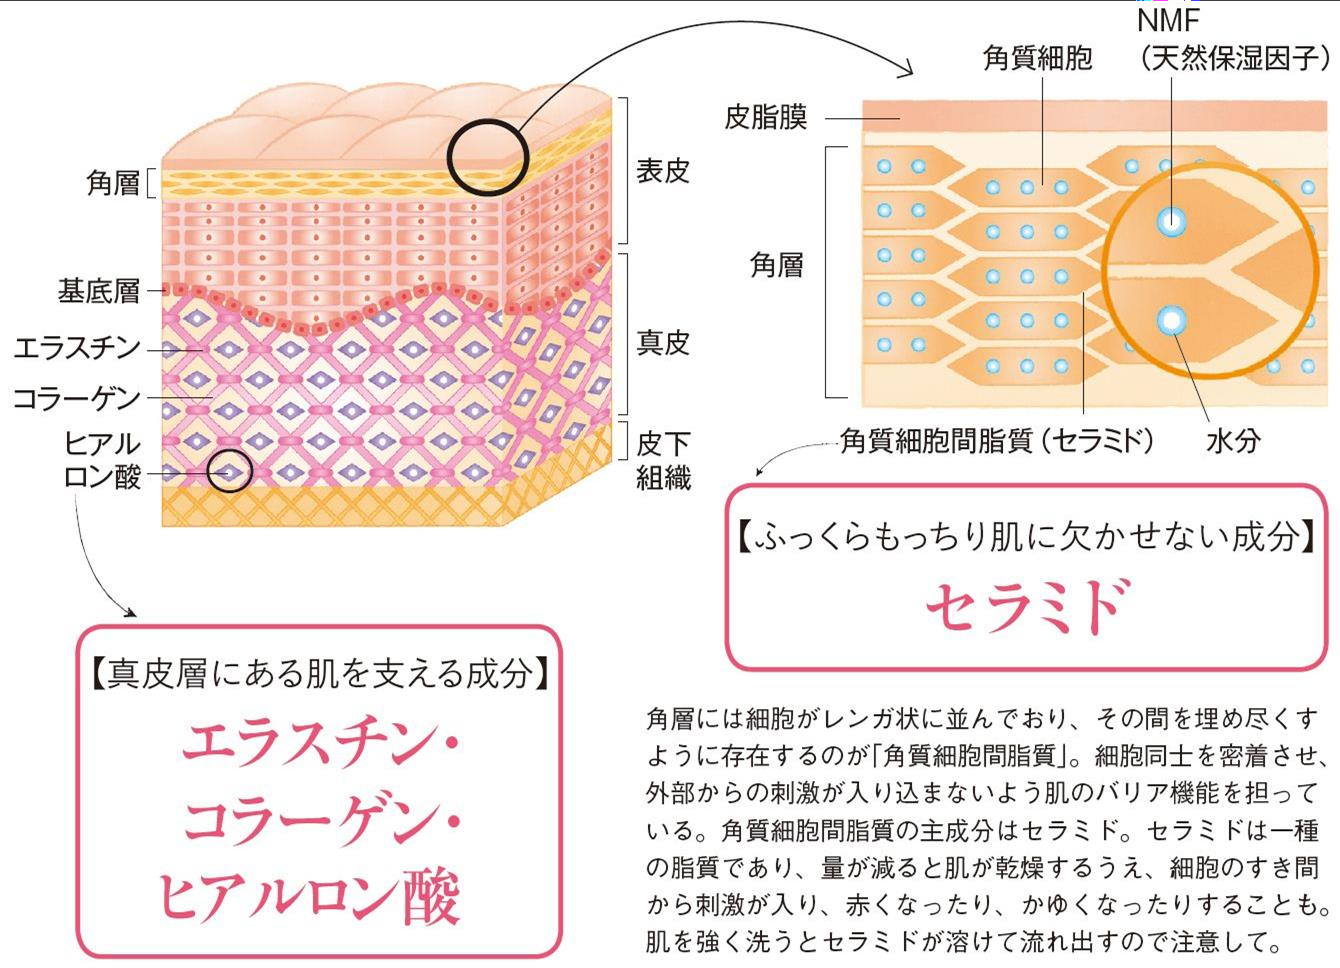 NMF
（天然保湿因子）
角質細胞
皮脂膜
角層
角質細胞間脂質（セラミド）
水分
角層
基底層
エラスチン
コラーゲン
ヒアル
ロン酸
表皮
真皮
皮下
組織
【ふっくらもっちり肌に欠かせない成分】
セラミド
【真皮層にある肌を支える成分】
エラスチン・
コラーゲン・
ヒアルロン酸
角層には細胞がレンガ状に並んでおり、その間を埋め尽くす
ように存在するのが「角質細胞間脂質」。細胞同士を密着させ、
外部からの刺激が入り込まないよう肌のバリア機能を担って
いる。角質細胞間脂質の主成分はセラミド。セラミドは一種
の脂質であり、量が減ると肌が乾燥するうえ、細胞のすき間
から刺激が入り、赤くなったり、かゆくなったりすることも。
肌を強く洗うとセラミドが溶けて流れ出すので注意して。